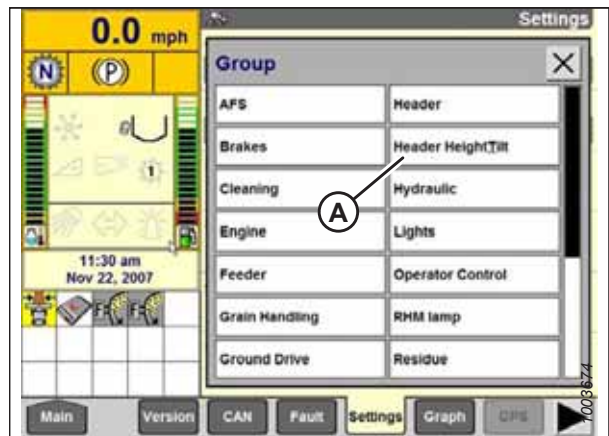 0.0 mph
Settings
N
(P)
Group
AFS
Header
Brakes
Header Height/Tilt
Cleaning
Hydraulic
Engine
Lights
Feeder
Operator Control
Grain Handling
RHM lamp
Ground Drive
Residue
A
1
11:30 am
Nov 22, 2007
Main
Version
CAN
Fault
Settings
Graph
GPS
1003674